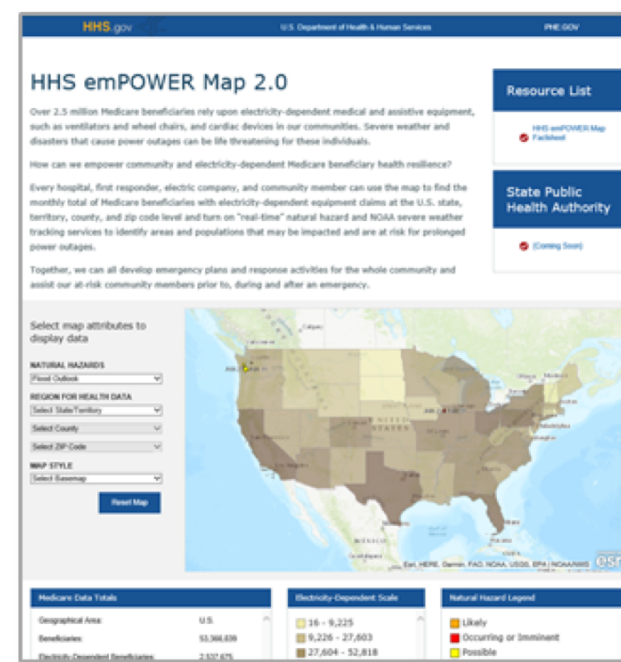 HHS.gov
U.S. Department of Health & Human Services
PHE.GOV
HHS emPOWER Map 2.0
Over 2.5 million Medicare beneficiaries rely upon electricity-dependent medical and assistive equipment,
such as ventilators and wheel chairs, and cardiac devices in our communities. Severe weather and
disasters that cause power outages can be life threatening for these individuals.
How can we empower community and electricity-dependent Medicare beneficiary health resilience?
Every hospital, first responder, electric company, and community member can use the map to find the
monthly total of Medicare beneficiaries with electricity-dependent equipment claims at the U.S. state,
territory, county, and zip code level and turn on "real-time" natural hazard and NOAA severe weather
tracking services to identify areas and populations that may be impacted and are at risk for prolonged
power outages.
Together, we can all develop emergency plans and response activities for the whole community and
assist our at-risk community members prior to, during and after an emergency.
Resource List
HHS emPOWER Map
Factsheet
State Public
Health Authority
(Coming Soon)
Select map attributes to
display data
NATURAL HAZARDS
Flood Outlook
REGION FOR HEALTH DATA
Select State/Territory
Select County
Select ZIP Code
MAP STYLE
Select Basemap
Reset Map
Calgary
UNITED
STATES
Los Angeles
Philadelphia
Washington
Miami
MÉXICO
Esri, HERE, Garmin, FAO, NOAA, USGS, EPA | NOAA/NWS
esri
Medicare Data Totals
Geographical Area: U.S.
Beneficiaries: 53,368,839
Electricity-Dependent Beneficiaries: 2,537,675
Electricity-Dependent Scale
16 - 9,225
9,226 - 27,603
27,604 - 52,818
Natural Hazard Legend
Likely
Occurring or Imminent
Possible